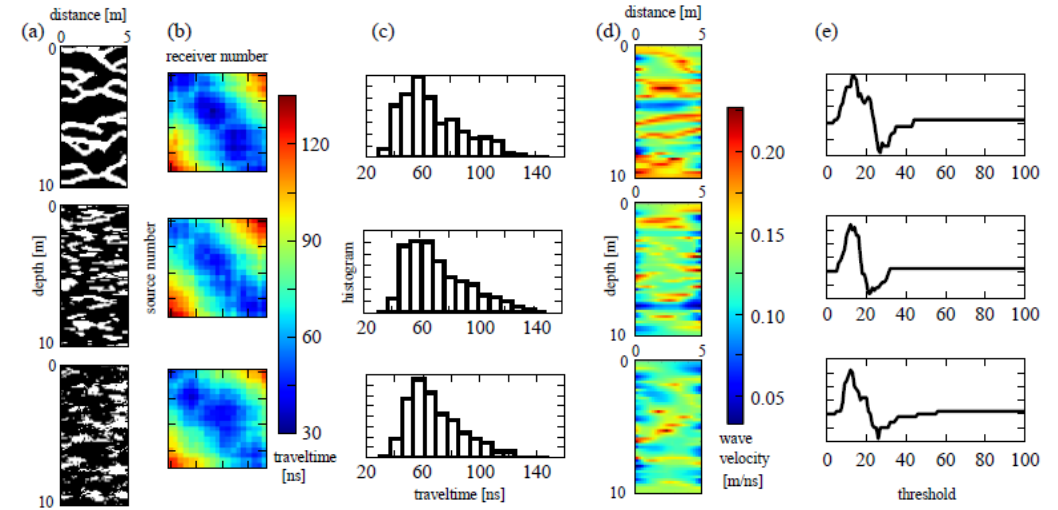 (a)
distance [m]
0
5
0
10
0
10
0
10
depth [m]
(b)
receiver number
source number
120
90
60
30
traveltime
[ns]
(c)
histogram
60
100
140
20
60
100
140
20
60
100
140
traveltime [ns]
(d)
distance [m]
0
5
0
10
0
5
0
10
0
5
0
10
depth [m]
0.20
0.15
0.10
0.05
wave
velocity
[m/ns]
(e)
0 20 40 60 80 100
0 20 40 60 80 100
0 20 40 60 80 100
threshold